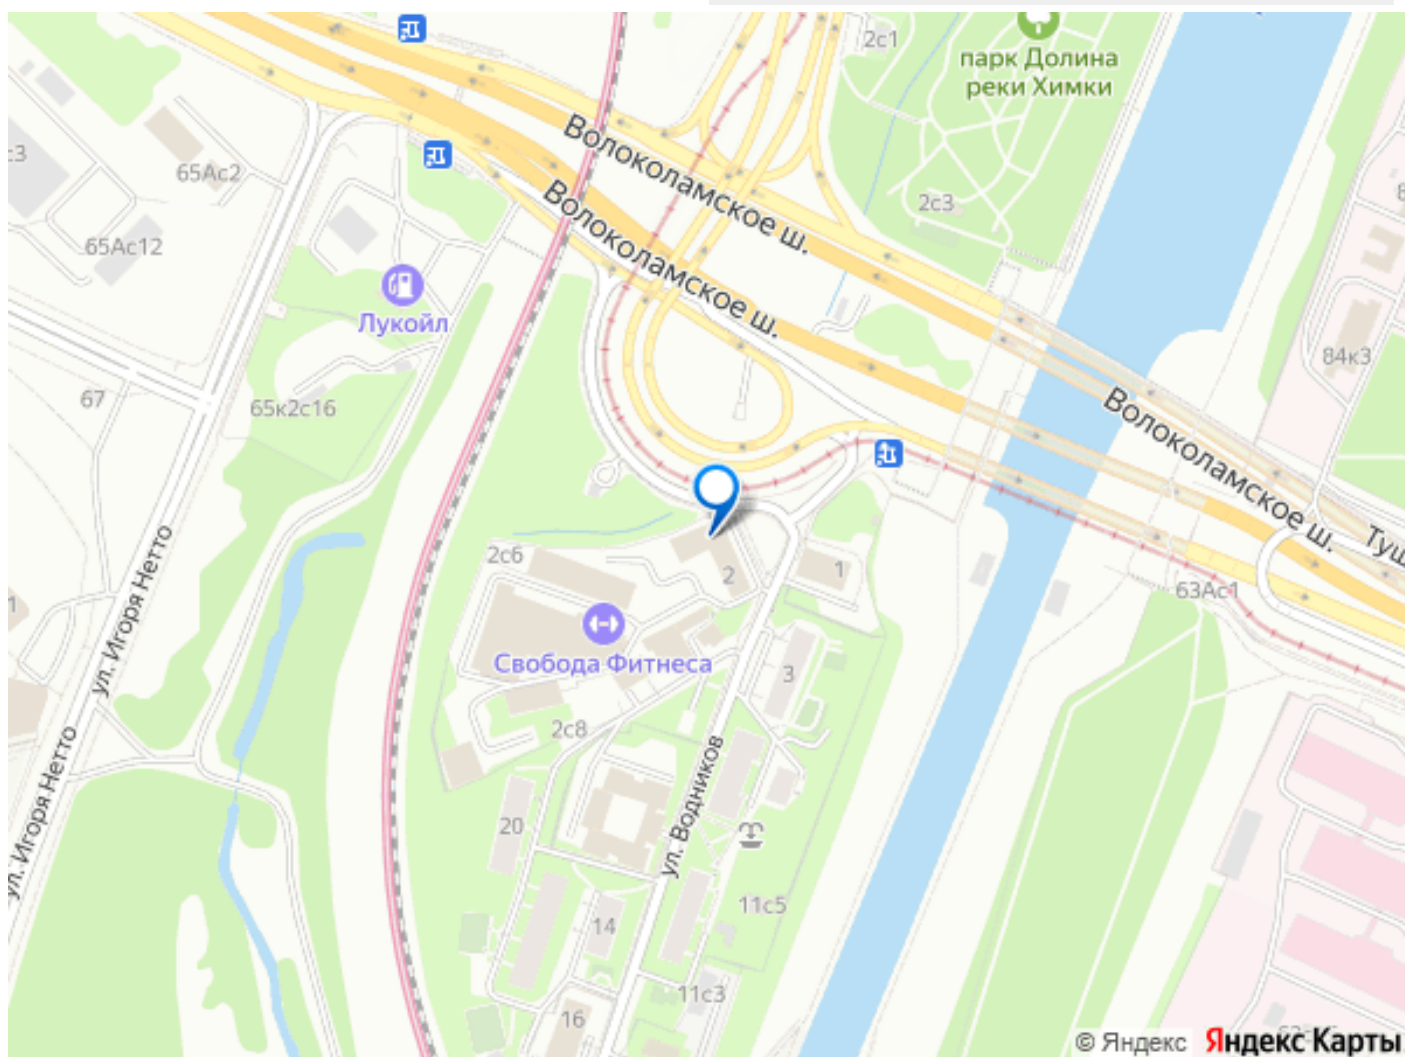 2с1
парк Долина
реки Химки
Волоколамское ш.
с3
65Ас2
Волоколамское ш.
2с3
8
65Ас12
Лукойл
84к3
67
65к2с16
Волоколамское ш.
Туш
ул. Игоря Нетто
2с6
2
1
63Ас1
1
Свобода Фитнеса
3
2с8
ул. Игоря Нетто
ул. Водников
20
11с5
14
11с3
16
© Яндекс
Яндекс Карты